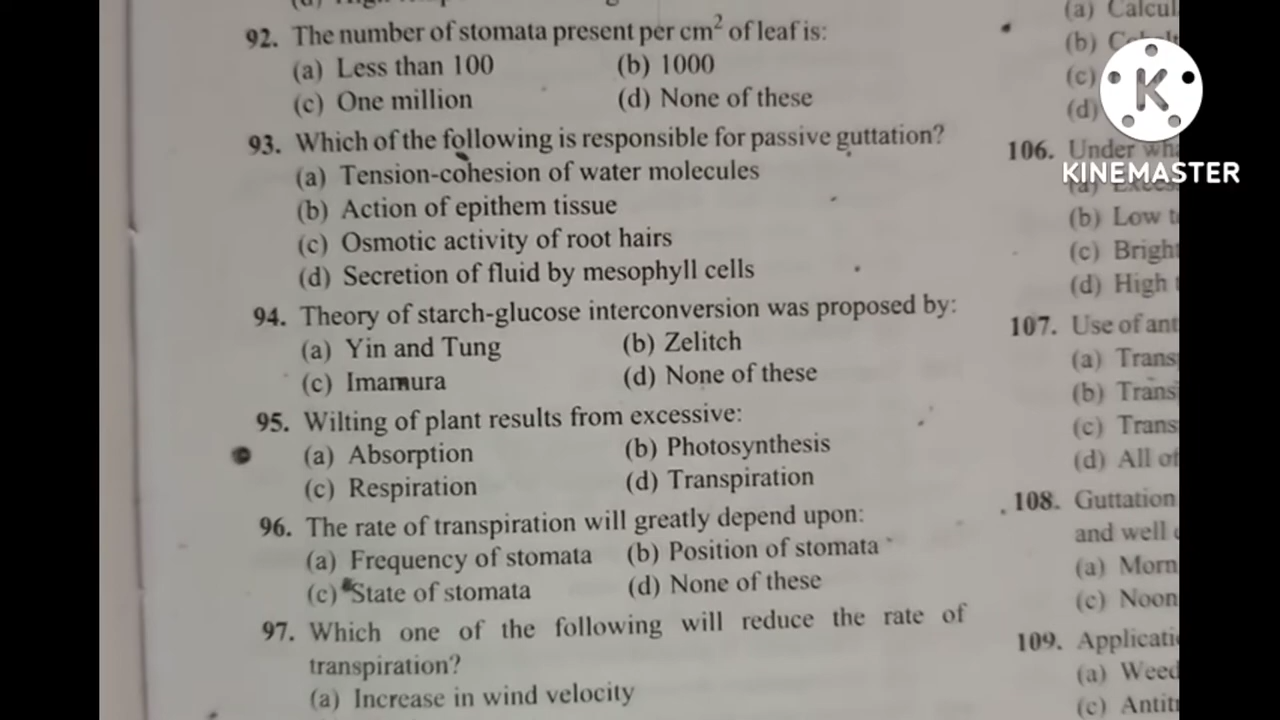 92. The number of stomata present per cm² of leaf is:
(a) Less than 100 (b) 1000
(c) One million (d) None of these
93. Which of the following is responsible for passive guttation?
(a) Tension-cohesion of water molecules
(b) Action of epithem tissue
(c) Osmotic activity of root hairs
(d) Secretion of fluid by mesophyll cells
94. Theory of starch-glucose interconversion was proposed by:
(a) Yin and Tung (b) Zelitch
(c) Imamura (d) None of these
95. Wilting of plant results from excessive:
(a) Absorption (b) Photosynthesis
(c) Respiration (d) Transpiration
96. The rate of transpiration will greatly depend upon:
(a) Frequency of stomata (b) Position of stomata
(c) State of stomata (d) None of these
97. Which one of the following will reduce the rate of
transpiration?
(a) Increase in wind velocity
(a) Calcul
(b)
(c)
(d)
K
KINEMASTER
106. Under
(b) Low
(c) Bright
(d) High
107. Use of ant
(a) Trans
(b) Trans
(c) Trans
(d) All of
108. Guttation
and well
(a) Morn
(c) Noon
109. Applicati
(a) Weed
(c) Antit